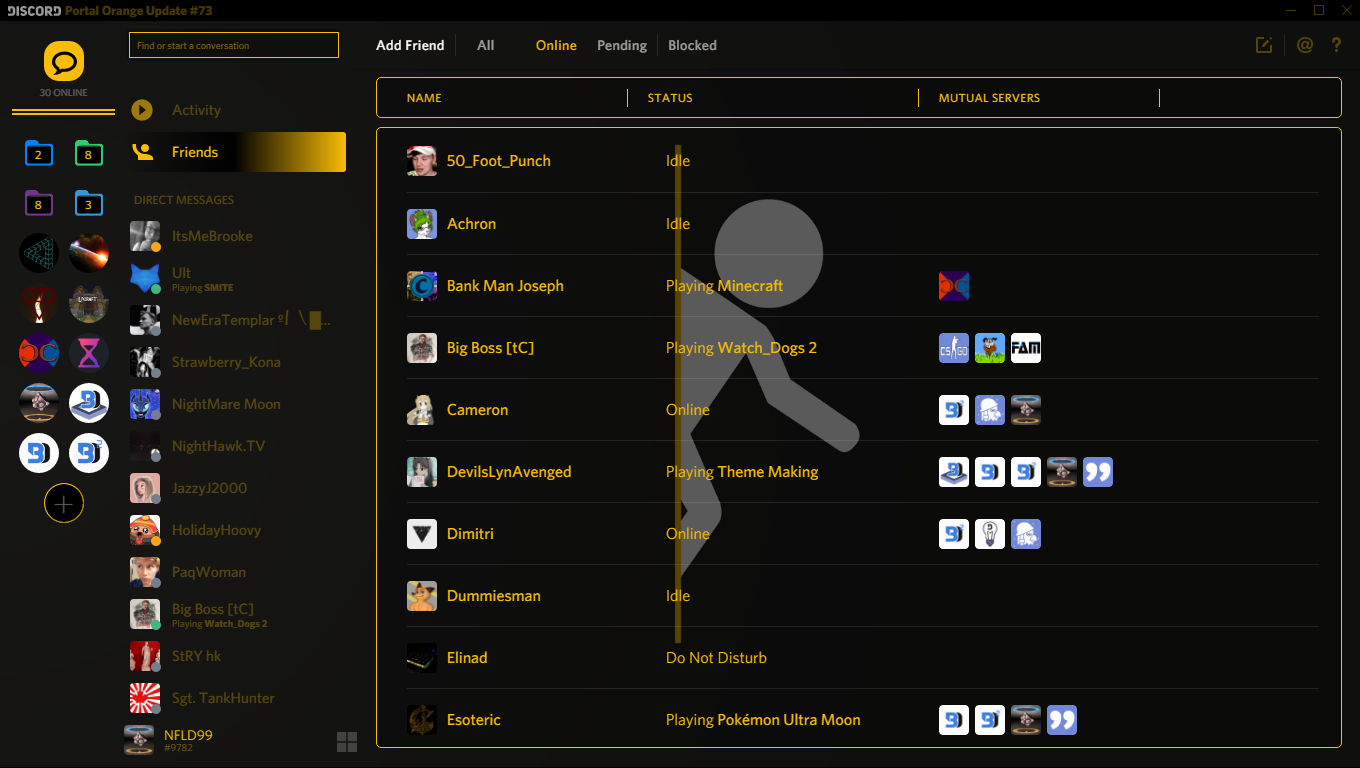 DISCORD Portal Orange Update #73
Find or start a conversation
Add Friend
All
Online
Pending
Blocked
@
?
30 ONLINE
2
8
8
3
Activity
Friends
DIRECT MESSAGES
ItsMeBrooke
Ult
Playing SMITE
NewEraTemplar
Strawberry_Kona
NightMare Moon
NightHawk.TV
JazzyJ2000
HolidayHoovy
PaqWoman
Big Boss [tC]
Playing Watch_Dogs 2
StRY hk
Sgt. TankHunter
NFLD99
#9782
NAME
STATUS
MUTUAL SERVERS
50_Foot_Punch
Idle
Achron
Idle
Bank Man Joseph
Playing Minecraft
Big Boss [tC]
Playing Watch_Dogs 2
CS GO
FAM
Cameron
Online
DevilsLynAvenged
Playing Theme Making
Dimitri
Online
Dummiesman
Idle
Elinad
Do Not Disturb
Esoteric
Playing Pokémon Ultra Moon